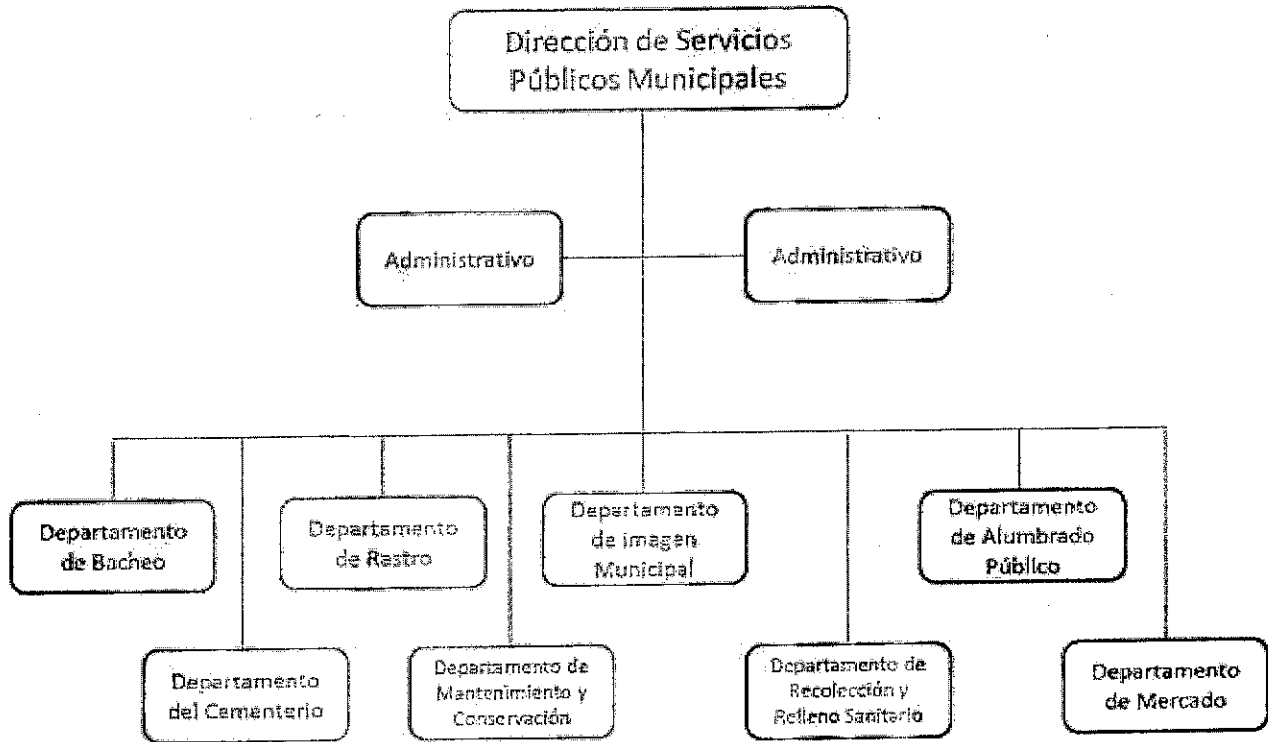 Dirección de Servicios
Públicos Municipales
Administrativo
Administrativo
Departamento
de Bacheo
Departamento
de Rastro
Departamento
de imagen
Municipal
Departamento
de Alumbrado
Público
Departamento
del Cementerio
Departamento de
Mantenimiento y
Conservación
Departamento de
Recolección y
Relleno Sanitario
Departamento
de Mercado